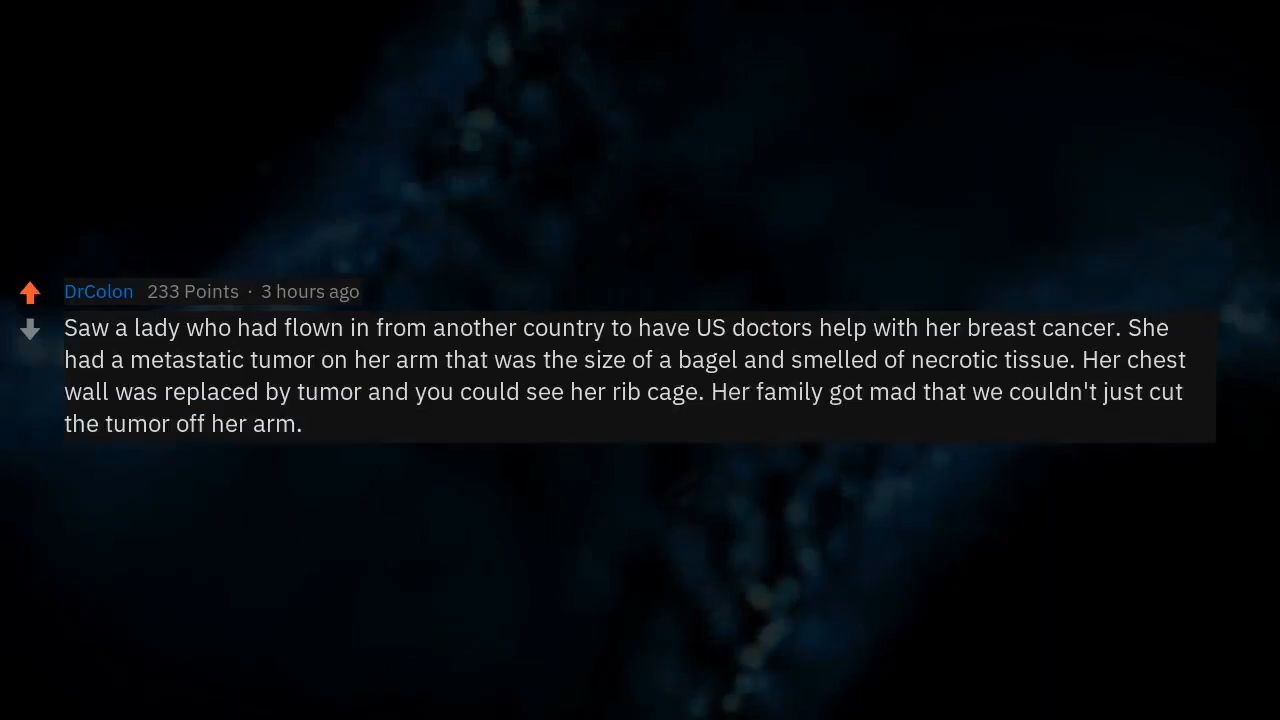 DrColon 233 Points · 3 hours ago
Saw a lady who had flown in from another country to have US doctors help with her breast cancer. She
had a metastatic tumor on her arm that was the size of a bagel and smelled of necrotic tissue. Her chest
wall was replaced by tumor and you could see her rib cage. Her family got mad that we couldn't just cut
the tumor off her arm.